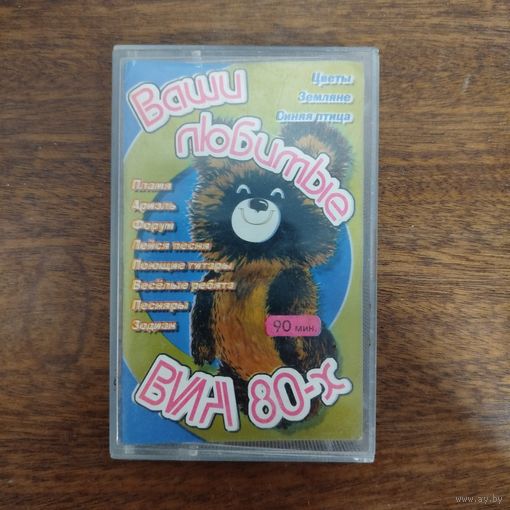 Ваши
любимые
Цветы
Земляне
Синяя птица
Пламя
Ариэль
Форум
Лейся песня
Поющие гитары
Весёлые ребята
Песняры
Зодиак
90 мин.
ВИА 80-х
www.ay.by